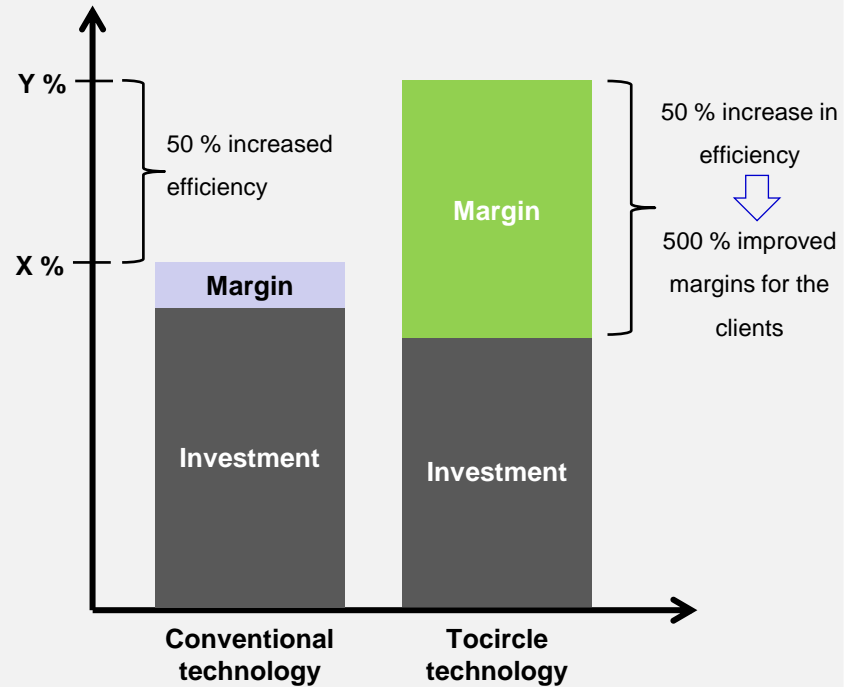 Y %
50 % increased
efficiency
X %
Margin
Investment
Margin
Investment
50 % increase in
efficiency
500 % improved
margins for the
clients
Conventional
technology
Tocircle
technology